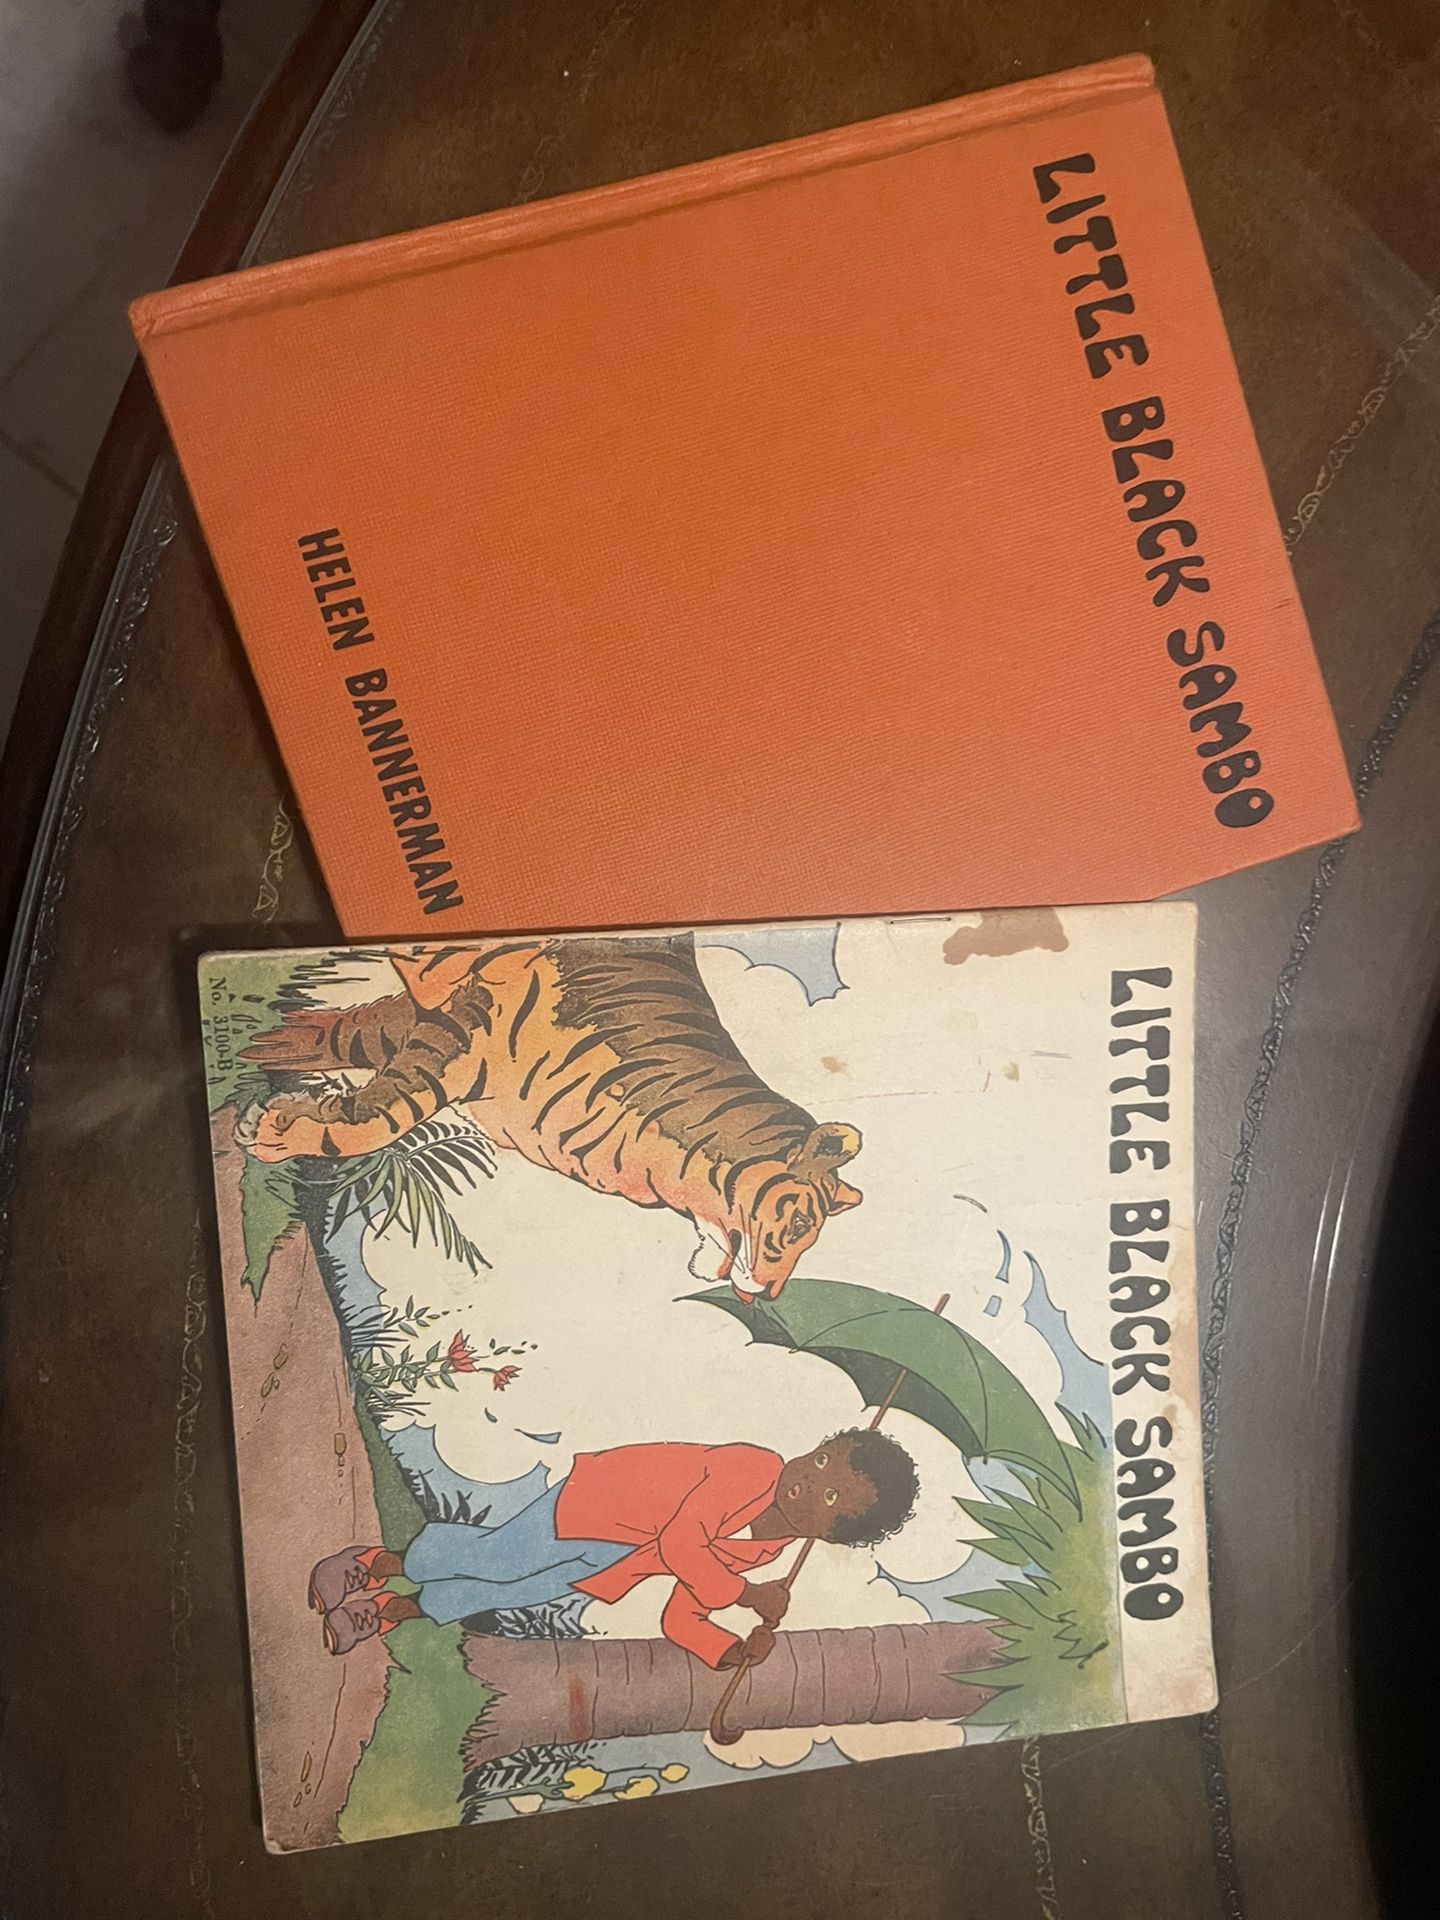 LITTLE BLACK SAMBO
HELEN BANNERMAN
LITTLE BLACK SAMBO
No. 3100-B